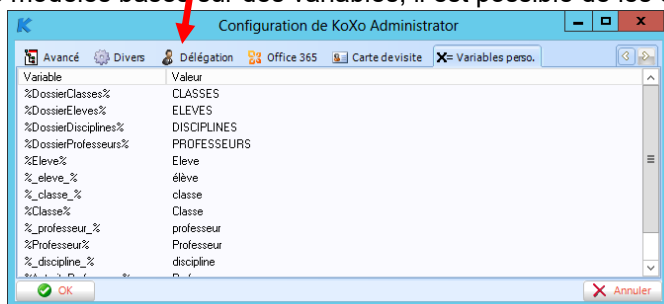 modèles basés sur des variables, il est possible de les
Configuration de KoXo Administrator
Avancé Divers Délégation Office 365 Carte de visite X= Variables perso.
Variable Valeur
%DossierClasses% CLASSES
%DossierEleves% ELEVES
%DossierDisciplines% DISCIPLINES
%DossierProfesseurs% PROFESSEURS
%Eleve% Eleve
%_eleve_% élève
%_classe_% classe
%Classe% Classe
%_professeur_% professeur
%Professeur% Professeur
%_discipline_% discipline
OK Annuler